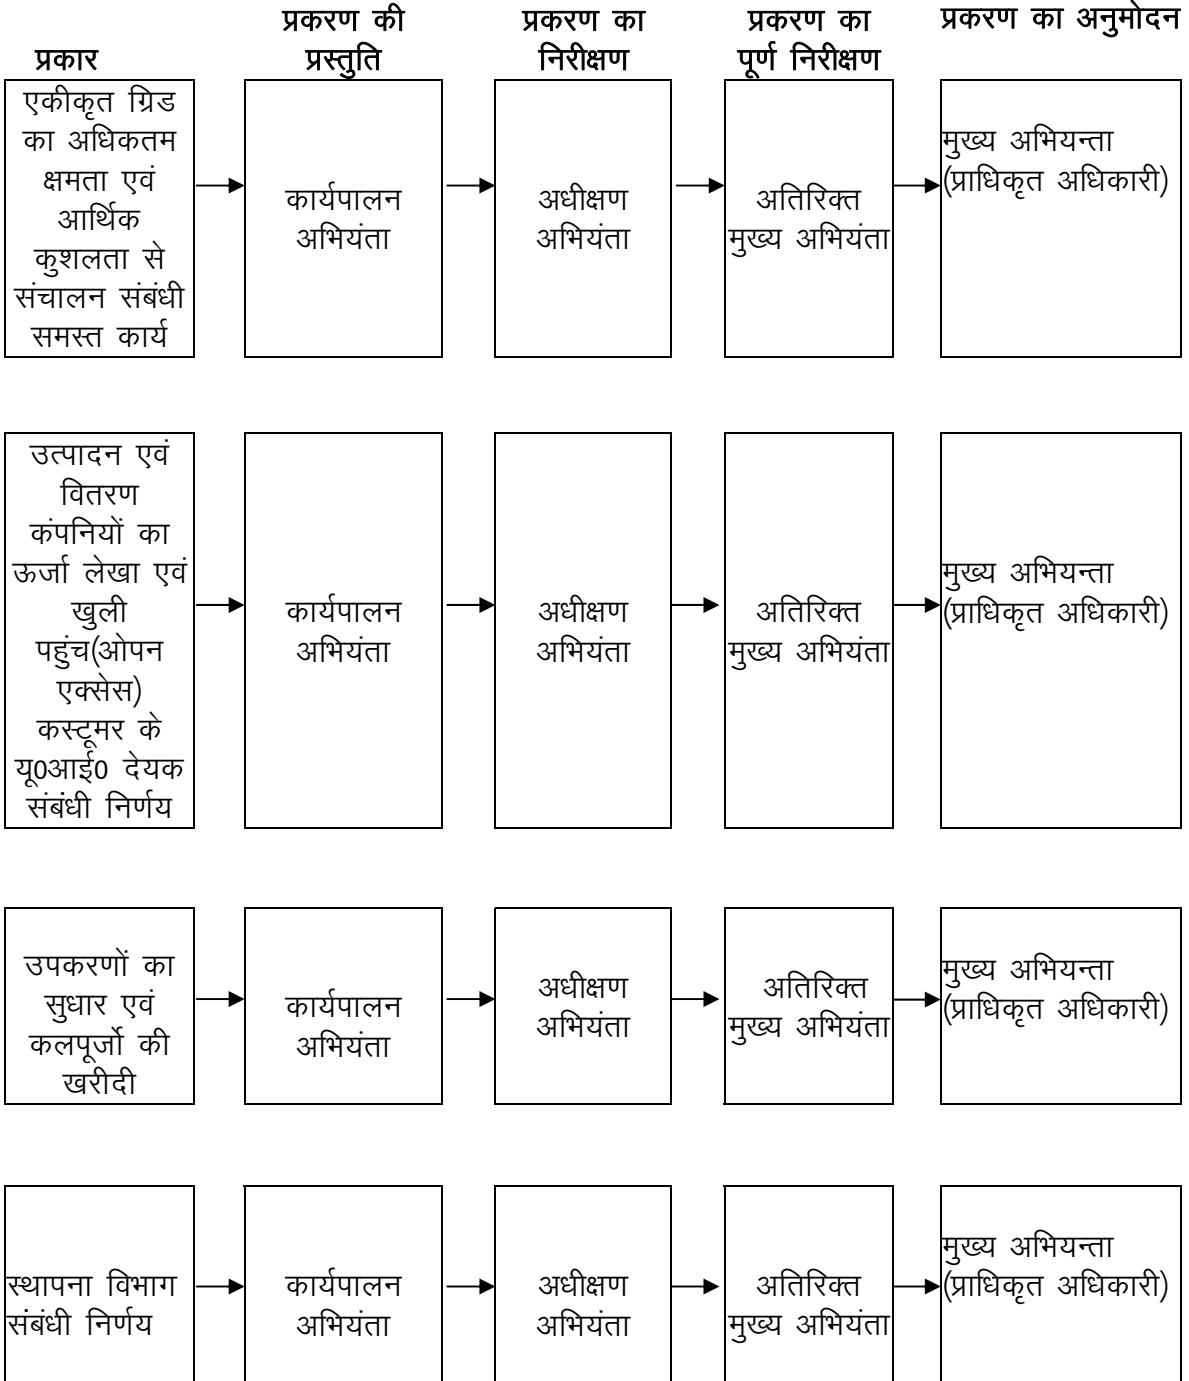 प्रकार
प्रकरण की
प्रस्तुति
प्रकरण का
निरीक्षण
प्रकरण का
पूर्ण निरीक्षण
प्रकरण का अनुमोदन
एकीकृत ग्रिड
का अधिकतम
क्षमता एवं
आर्थिक
कुशलता से
संचालन संबंधी
समस्त कार्य
कार्यपालन
अभियंता
अधीक्षण
अभियंता
अतिरिक्त
मुख्य अभियंता
मुख्य अभियन्ता
(प्राधिकृत अधिकारी)
उत्पादन एवं
वितरण
कंपनियों का
ऊर्जा लेखा एवं
खुली
पहुंच(ओपन
एक्सेस)
कस्टूमर के
यू0आई0 देयक
संबंधी निर्णय
कार्यपालन
अभियंता
अधीक्षण
अभियंता
अतिरिक्त
मुख्य अभियंता
मुख्य अभियन्ता
(प्राधिकृत अधिकारी)
उपकरणों का
सुधार एवं
कलपूर्जो की
खरीदी
कार्यपालन
अभियंता
अधीक्षण
अभियंता
अतिरिक्त
मुख्य अभियंता
मुख्य अभियन्ता
(प्राधिकृत अधिकारी)
स्थापना विभाग
संबंधी निर्णय
कार्यपालन
अभियंता
अधीक्षण
अभियंता
अतिरिक्त
मुख्य अभियंता
मुख्य अभियन्ता
(प्राधिकृत अधिकारी)